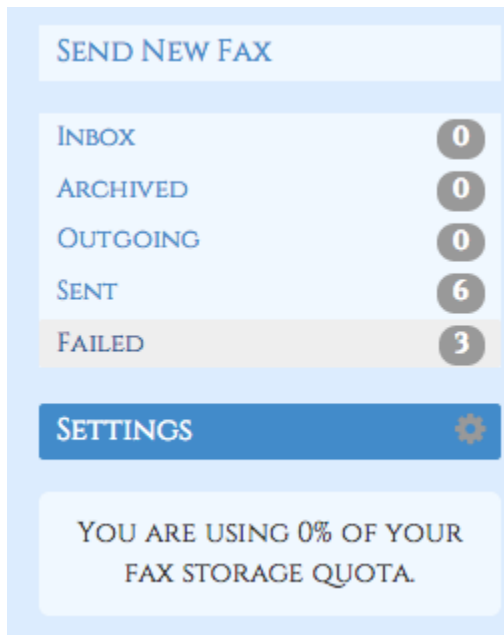 Send New Fax
Inbox 0
Archived 0
Outgoing 0
Sent 6
Failed 3
Settings
You are using 0% of your
fax storage quota.